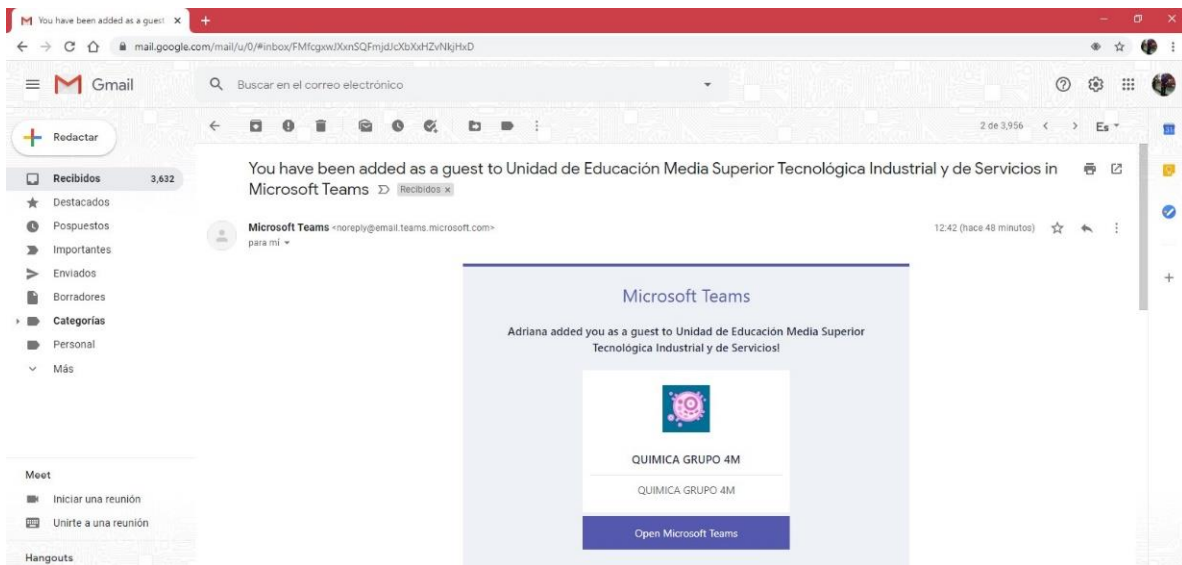 You have been added as a guest
mail.google.com/mail/u/0/#inbox/FMfcgxwJXxnSQFmjdJcXbXxHZvNkjHxD
Gmail
Buscar en el correo electrónico
Redactar
2 de 3,956
Es
Recibidos 3,632
Destacados
Pospuestos
Importantes
Enviados
Borradores
Categorías
Personal
Más
Meet
Iniciar una reunión
Unirte a una reunión
Hangouts
You have been added as a guest to Unidad de Educación Media Superior Tecnológica Industrial y de Servicios in
Microsoft Teams Recibidos x
Microsoft Teams <noreply@email.teams.microsoft.com>
12:42 (hace 48 minutos)
para mí
Microsoft Teams
Adriana added you as a guest to Unidad de Educación Media Superior
Tecnológica Industrial y de Servicios!
QUIMICA GRUPO 4M
QUIMICA GRUPO 4M
Open Microsoft Teams